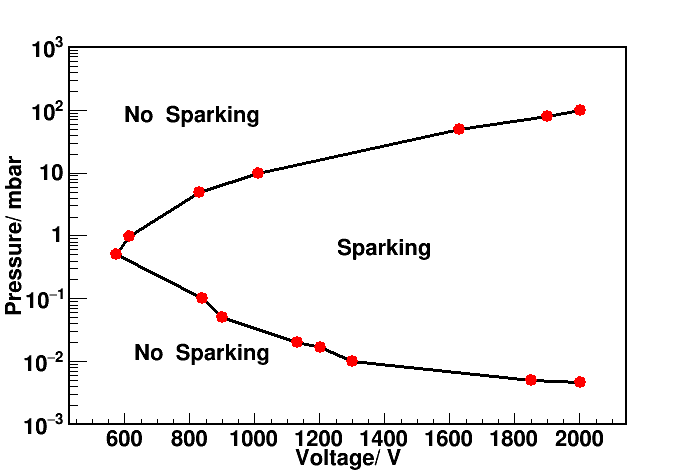 10³
10²
10
1
10⁻¹
10⁻²
10⁻³
Pressure/ mbar
No Sparking
Sparking
No Sparking
600 800 1000 1200 1400 1600 1800 2000
Voltage/ V